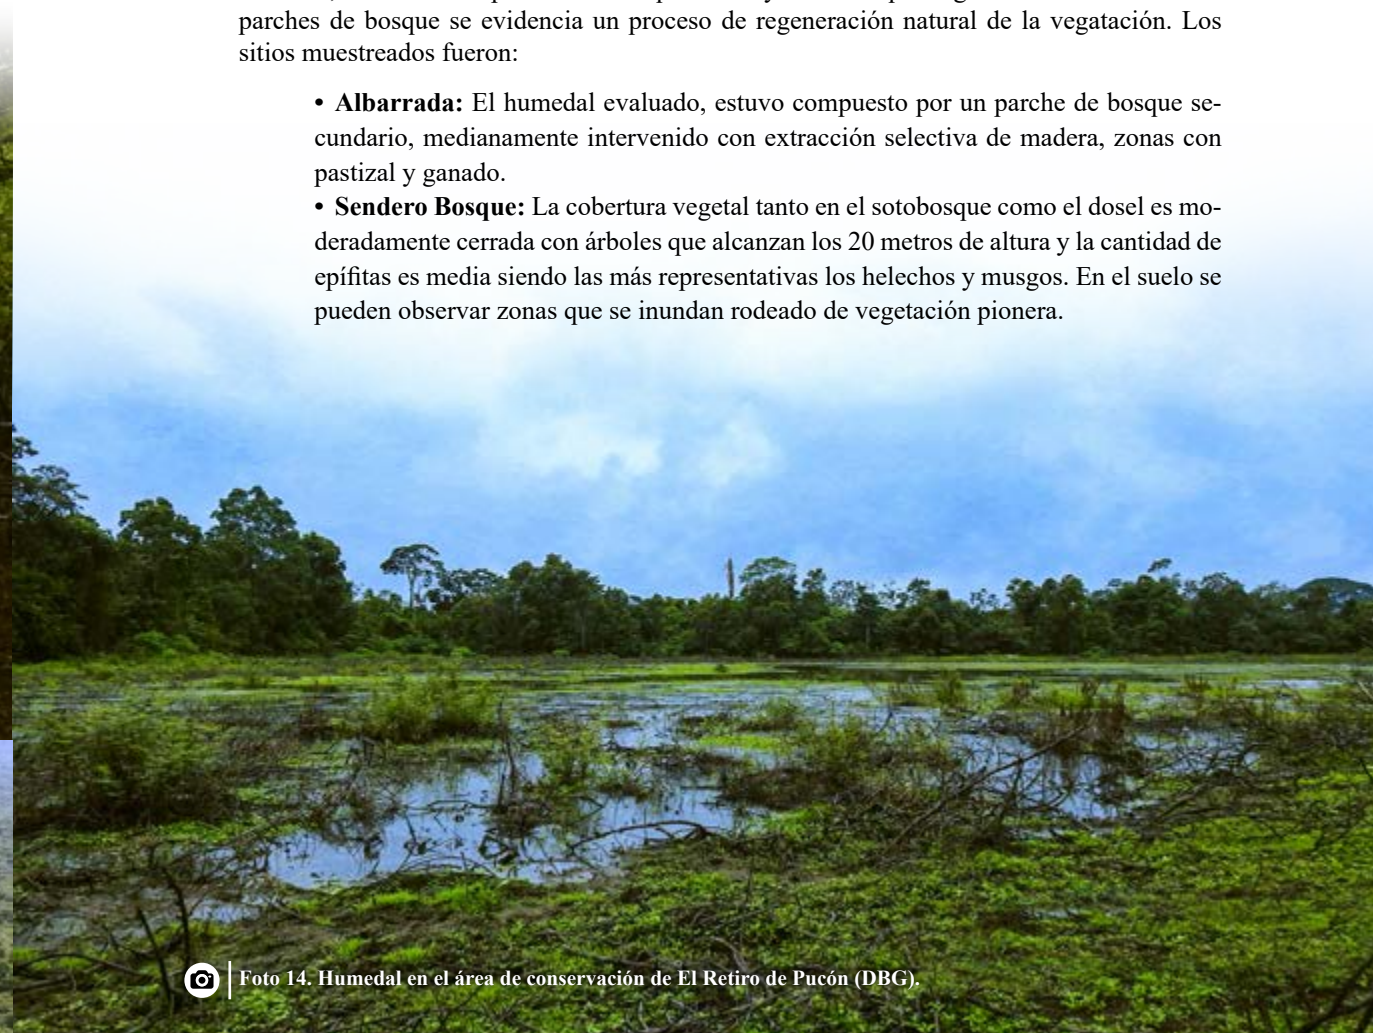 parches de bosque se evidencia un proceso de regeneración natural de la vegatación. Los
sitios muestreados fueron:
• Albarrada: El humedal evaluado, estuvo compuesto por un parche de bosque se-
cundario, medianamente intervenido con extracción selectiva de madera, zonas con
pastizal y ganado.
• Sendero Bosque: La cobertura vegetal tanto en el sotobosque como el dosel es mo-
deradamente cerrada con árboles que alcanzan los 20 metros de altura y la cantidad de
epífitas es media siendo las más representativas los helechos y musgos. En el suelo se
pueden observar zonas que se inundan rodeado de vegetación pionera.
Foto 14. Humedal en el área de conservación de El Retiro de Pucón (DBG).